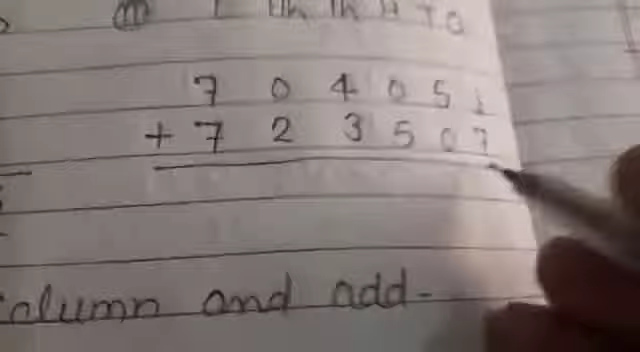 m L TTh Th H T O
7 0 4 0 5 1
+ 7 2 3 5 0 7
column and add-